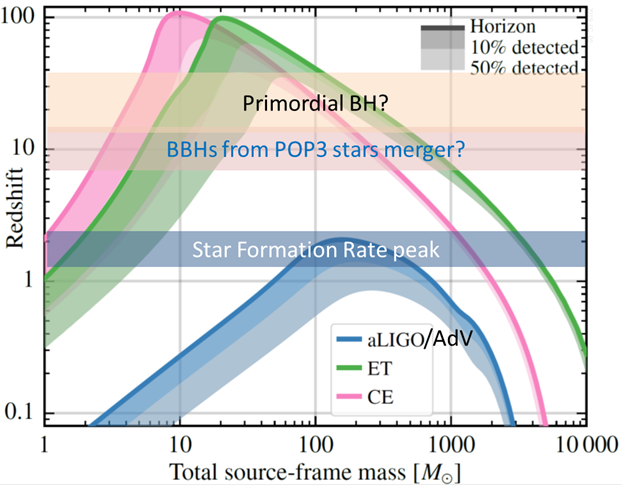 100
10
1
0.1
Redshift
Horizon
10% detected
50% detected
Primordial BH?
BBHs from POP3 stars merger?
Star Formation Rate peak
aLIGO/AdV
ET
CE
1 10 100 1000 10 000
Total source-frame mass [M☉]